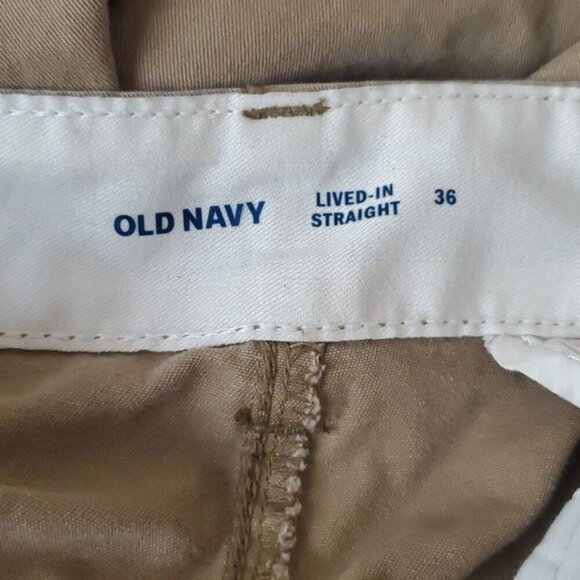 OLD NAVY
LIVED-IN
STRAIGHT
36